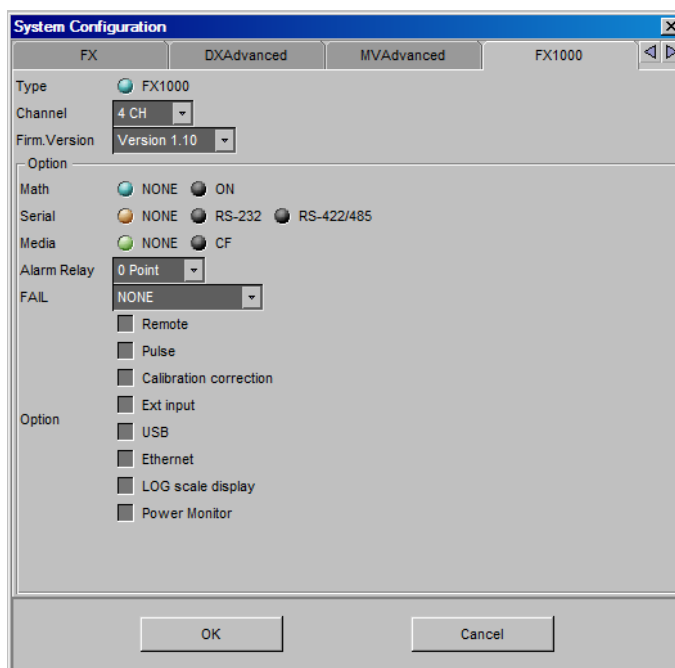 System Configuration
FX DXAdvanced MVAdvanced FX1000
Type FX1000
Channel 4 CH
Firm.Version Version 1.10
Option
Math NONE ON
Serial NONE RS-232 RS-422/485
Media NONE CF
Alarm Relay 0 Point
FAIL NONE
Remote
Pulse
Calibration correction
Ext input
Option
USB
Ethernet
LOG scale display
Power Monitor
OK Cancel